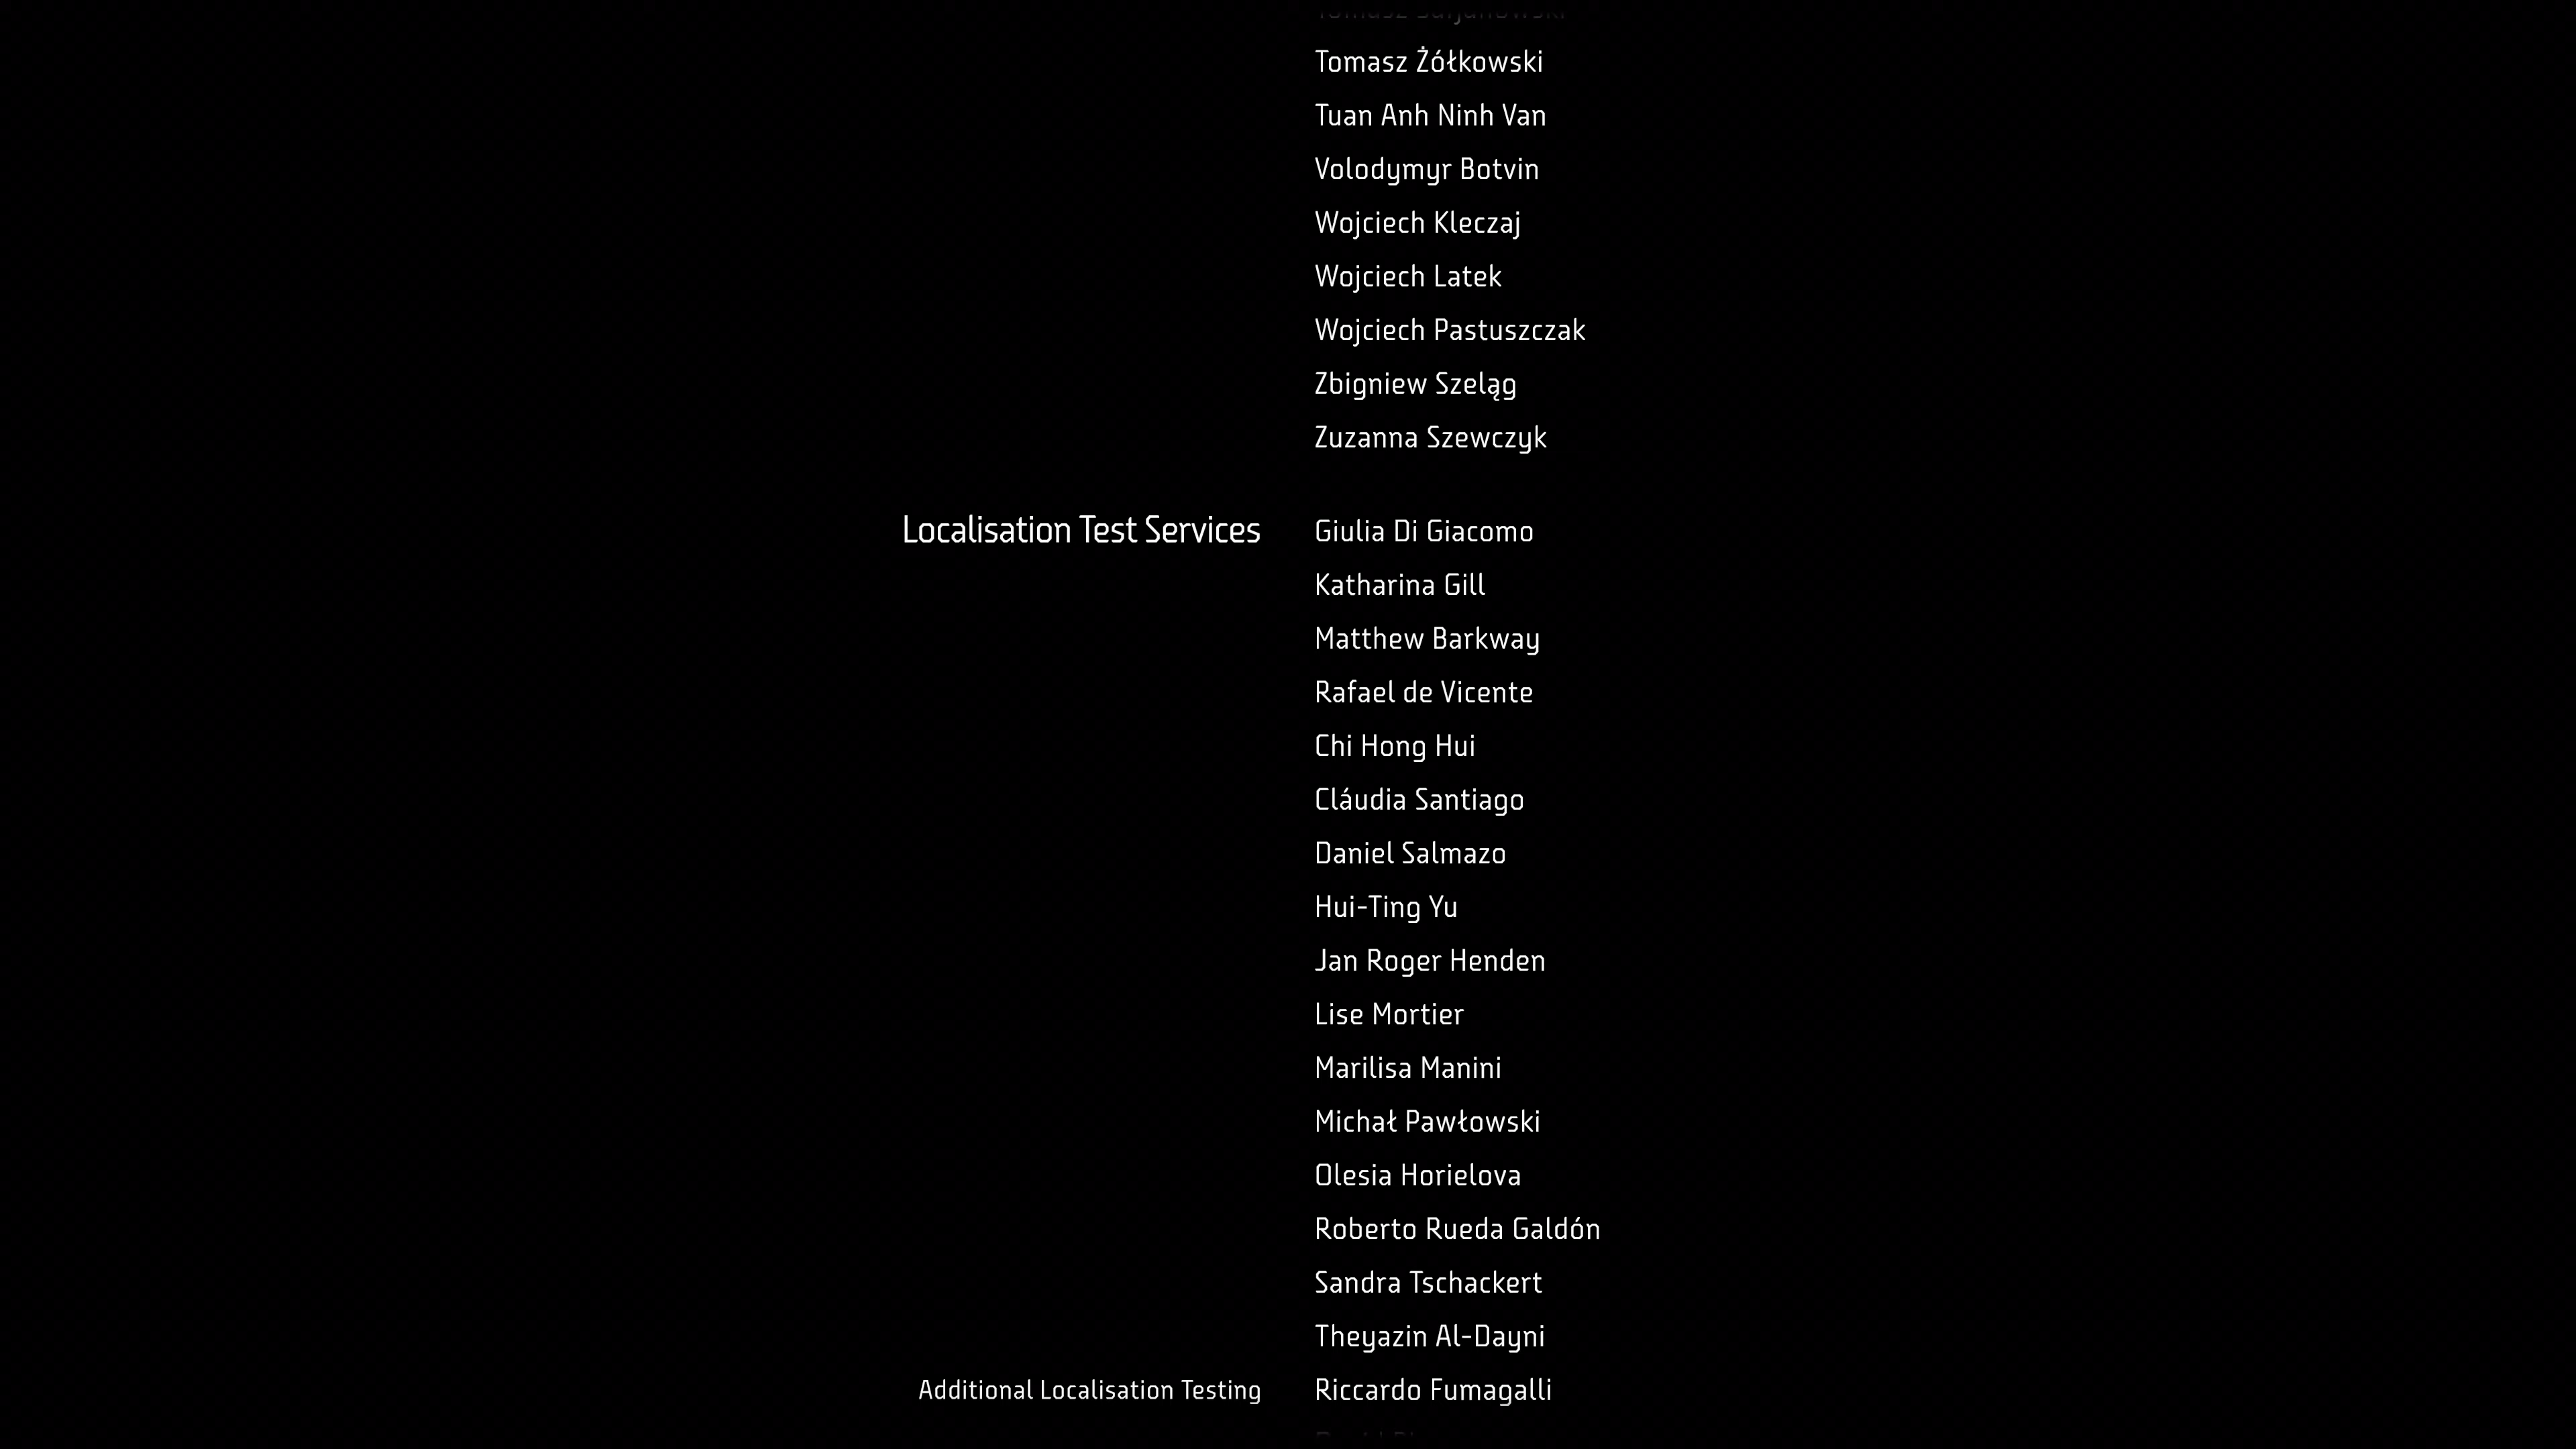 Tomasz Żółkowski
Tuan Anh Ninh Van
Volodymyr Botvin
Wojciech Kleczaj
Wojciech Latek
Wojciech Pastuszczak
Zbigniew Szeląg
Zuzanna Szewczyk
Localisation Test Services Giulia Di Giacomo
Katharina Gill
Matthew Barkway
Rafael de Vicente
Chi Hong Hui
Cláudia Santiago
Daniel Salmazo
Hui-Ting Yu
Jan Roger Henden
Lise Mortier
Marilisa Manini
Michał Pawłowski
Olesia Horielova
Roberto Rueda Galdón
Sandra Tschackert
Theyazin Al-Dayni
Additional Localisation Testing Riccardo Fumagalli